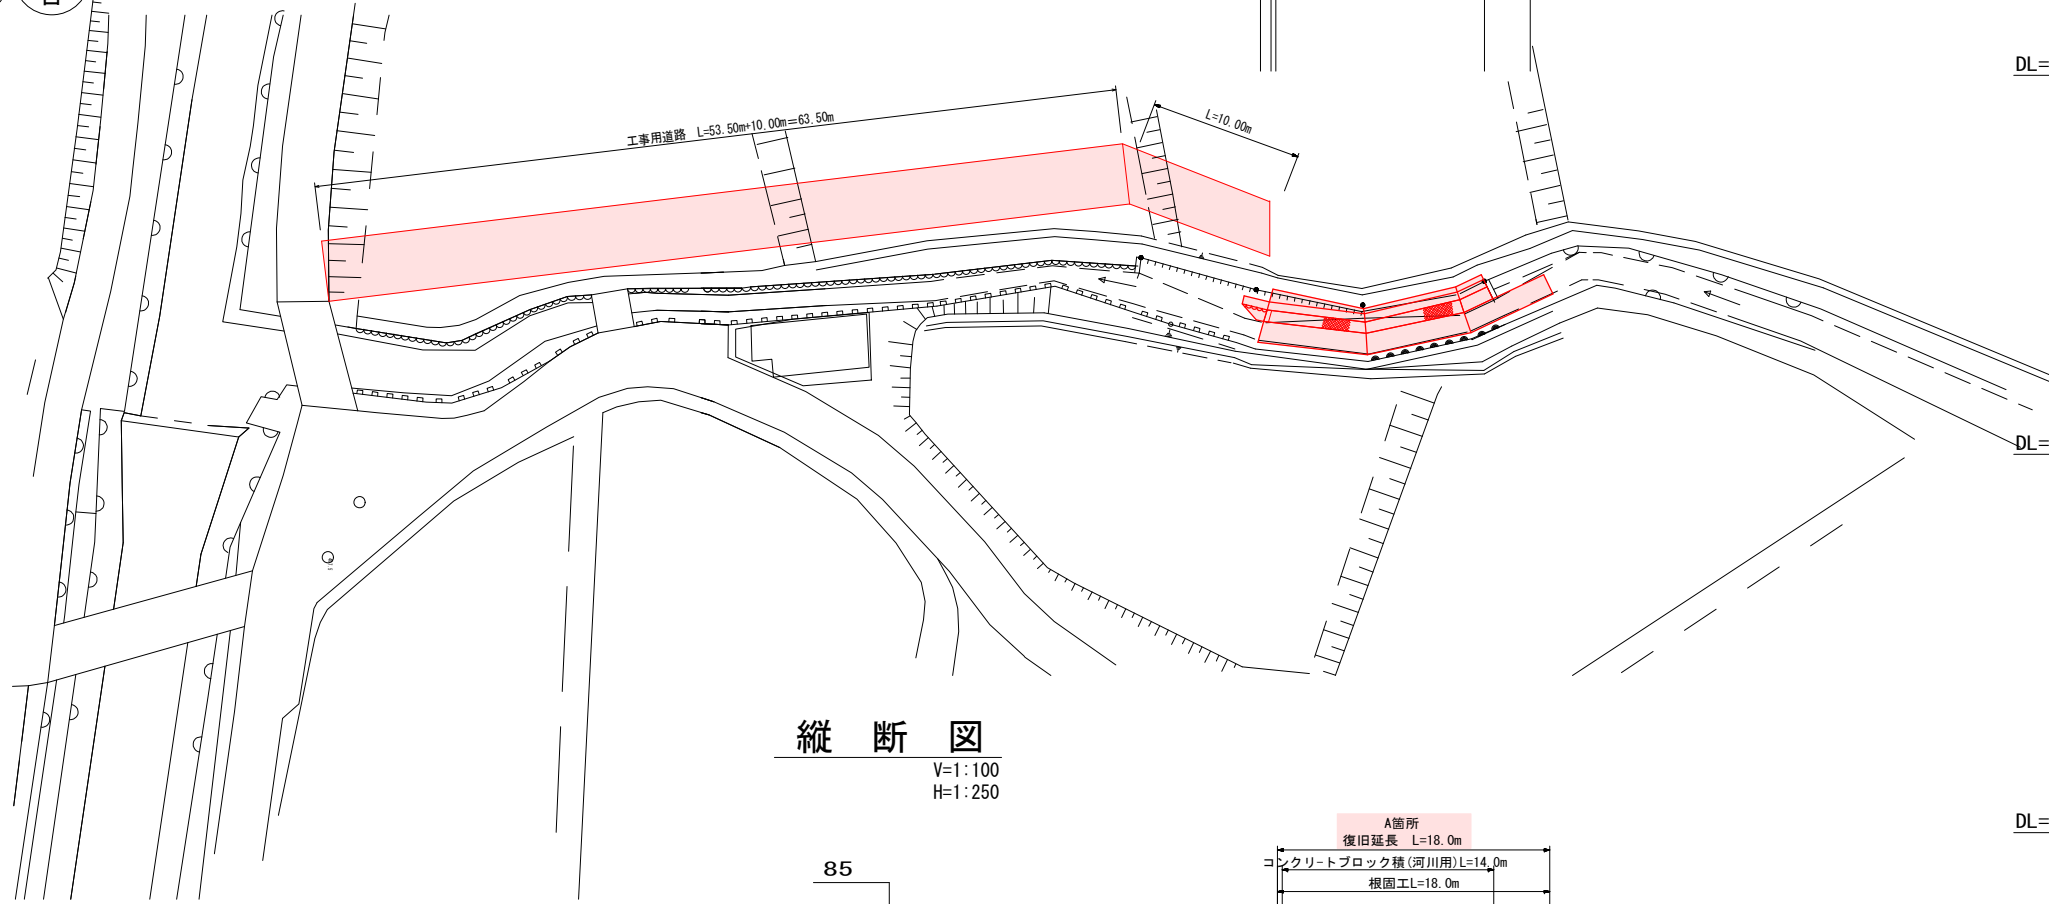 DL=
工事用道路 L=53.50m+10.00m=63.50m
L=10.00m
DL=
縦 断 図
V=1:100
H=1:250
A箇所
復旧延長 L=18.0m
DL=
コンクリートブロック積(河川用)L=14.0m
85
根固工L=18.0m